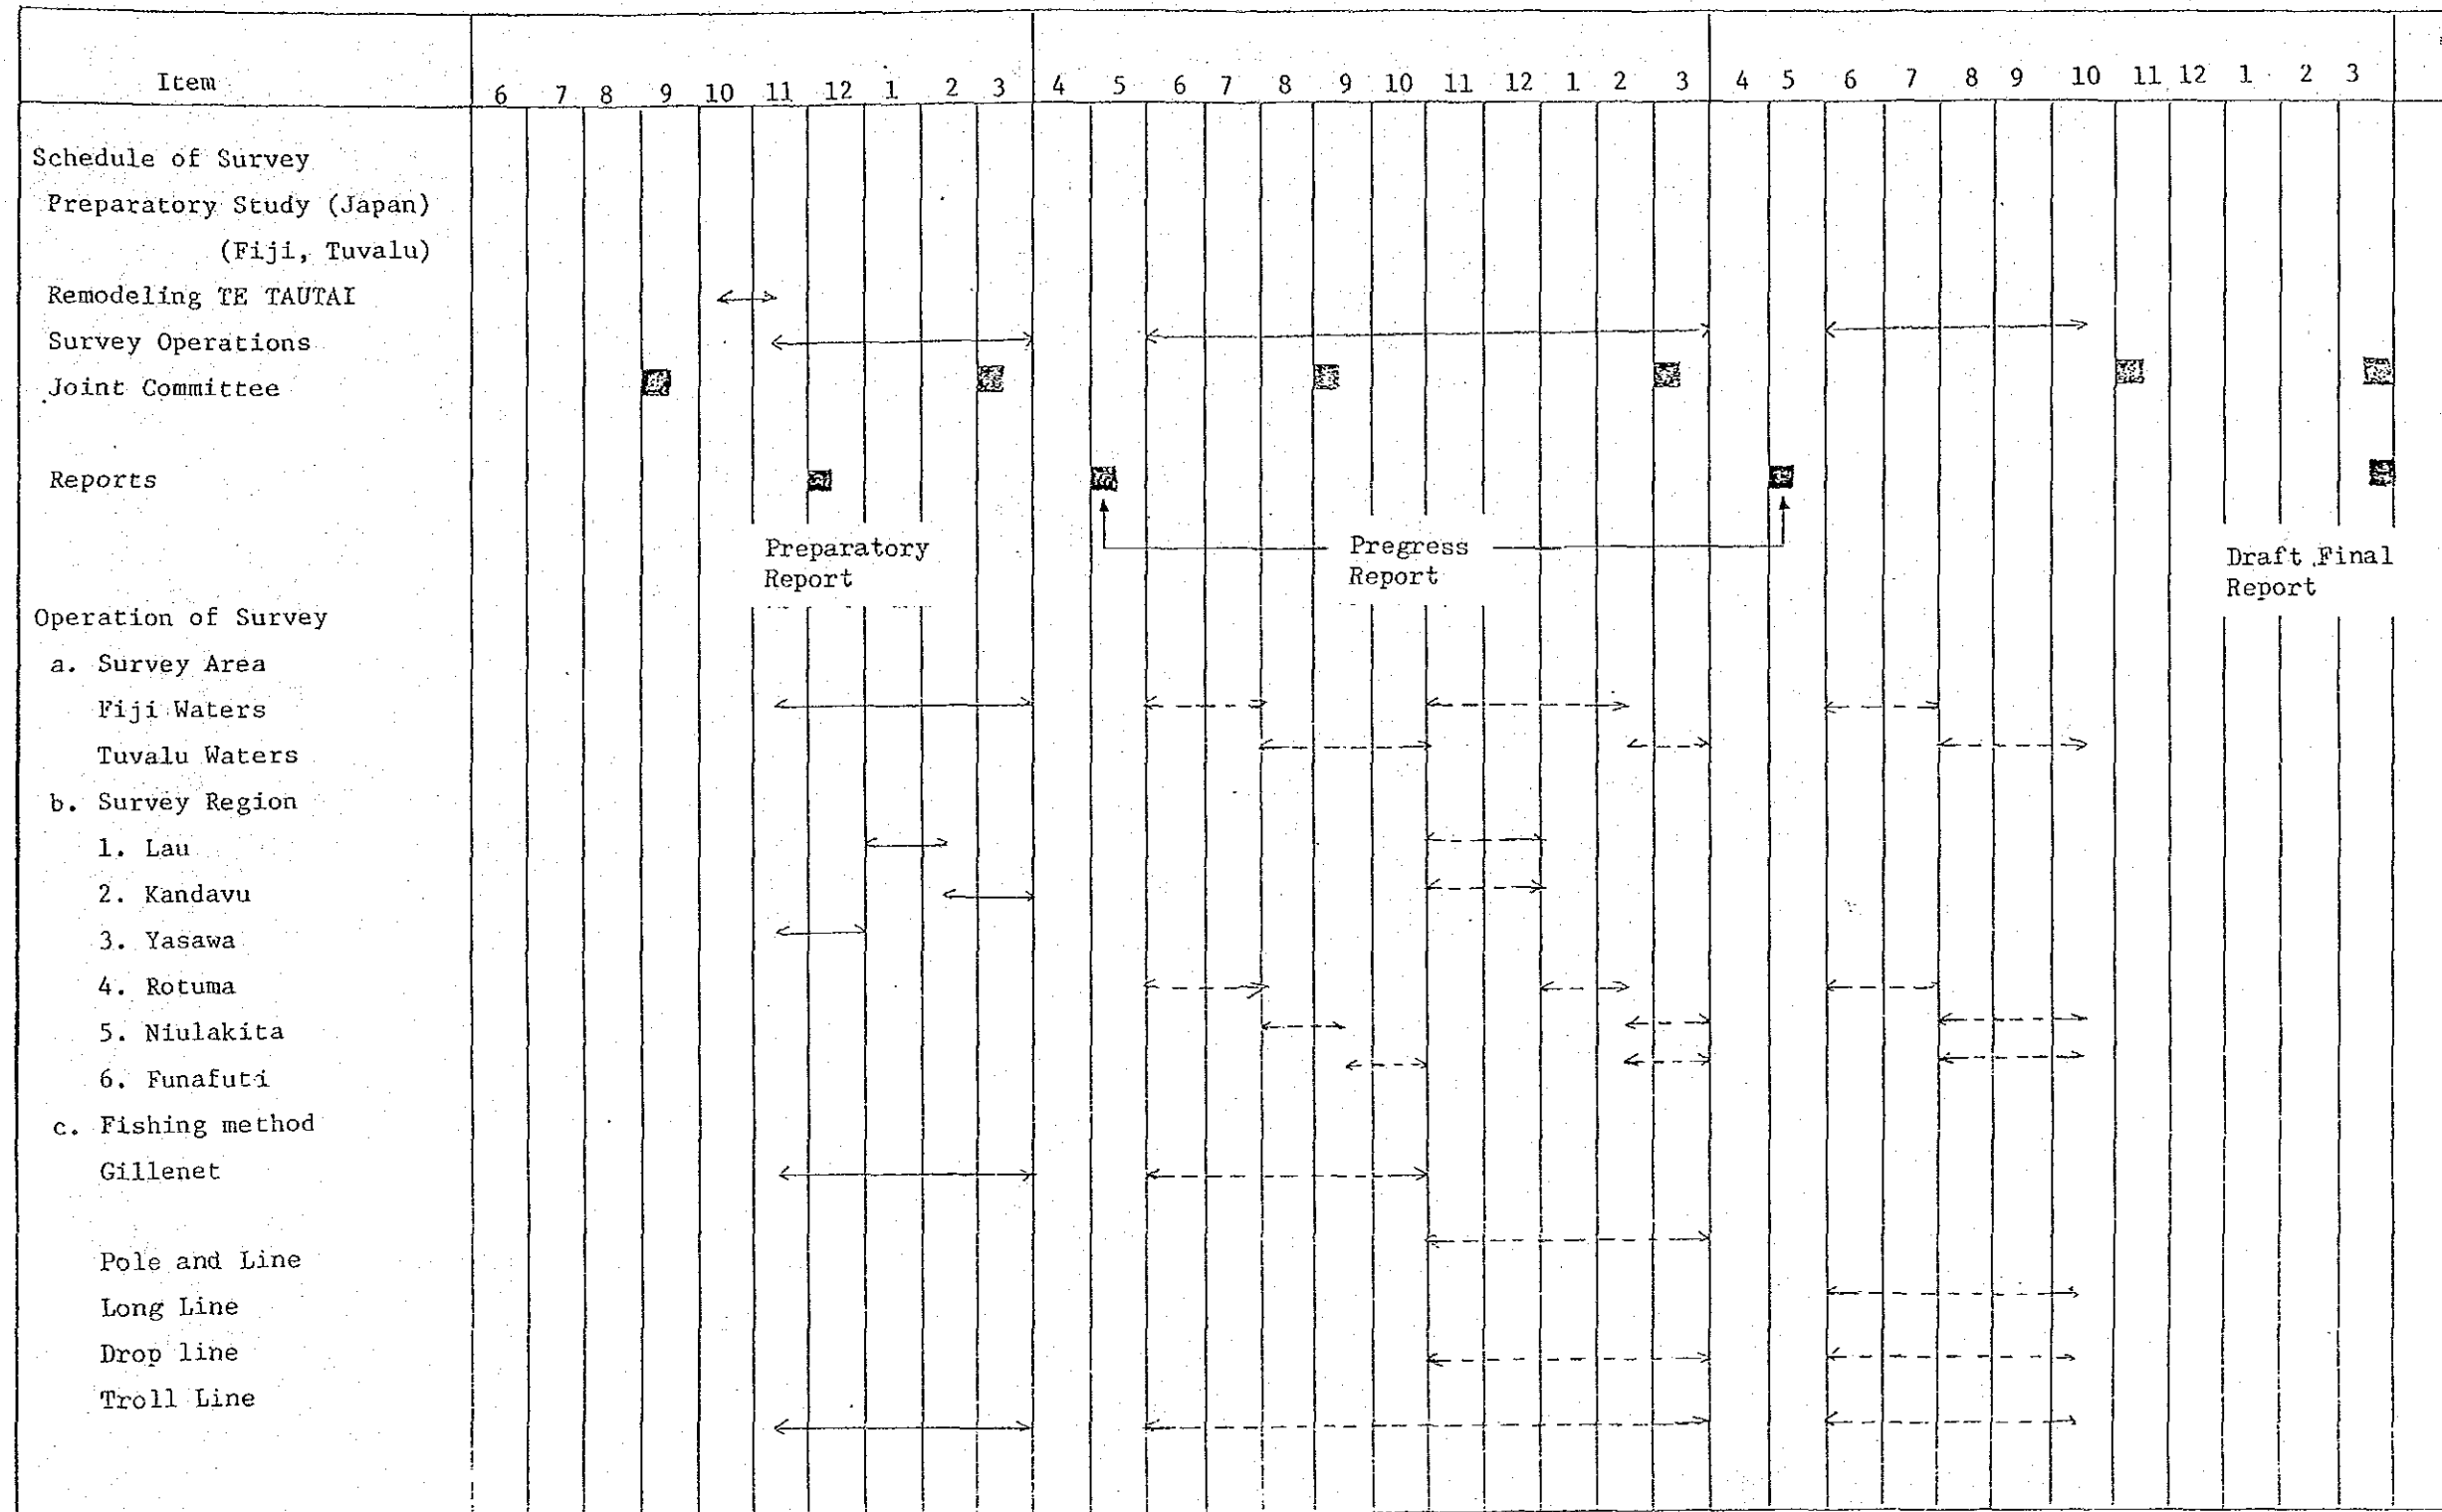 Item 6 7 8 9 10 11 12 1 2 3 4 5 6 7 8 9 10 11 12 1 2 3 4 5 6 7 8 9 10 11 12 1 2 3
Schedule of Survey
Preparatory Study (Japan)
(Fiji, Tuvalu)
Remodeling TE TAUTAI
Survey Operations
Joint Committee
Reports
Preparatory
Report
Pregress
Report
Draft Final
Report
Operation of Survey
a. Survey Area
Fiji Waters
Tuvalu Waters
b. Survey Region
1. Lau
2. Kandavu
3. Yasawa
4. Rotuma
5. Niulakita
6. Funafuti
c. Fishing method
Gillenet
Pole and Line
Long Line
Drop line
Troll Line